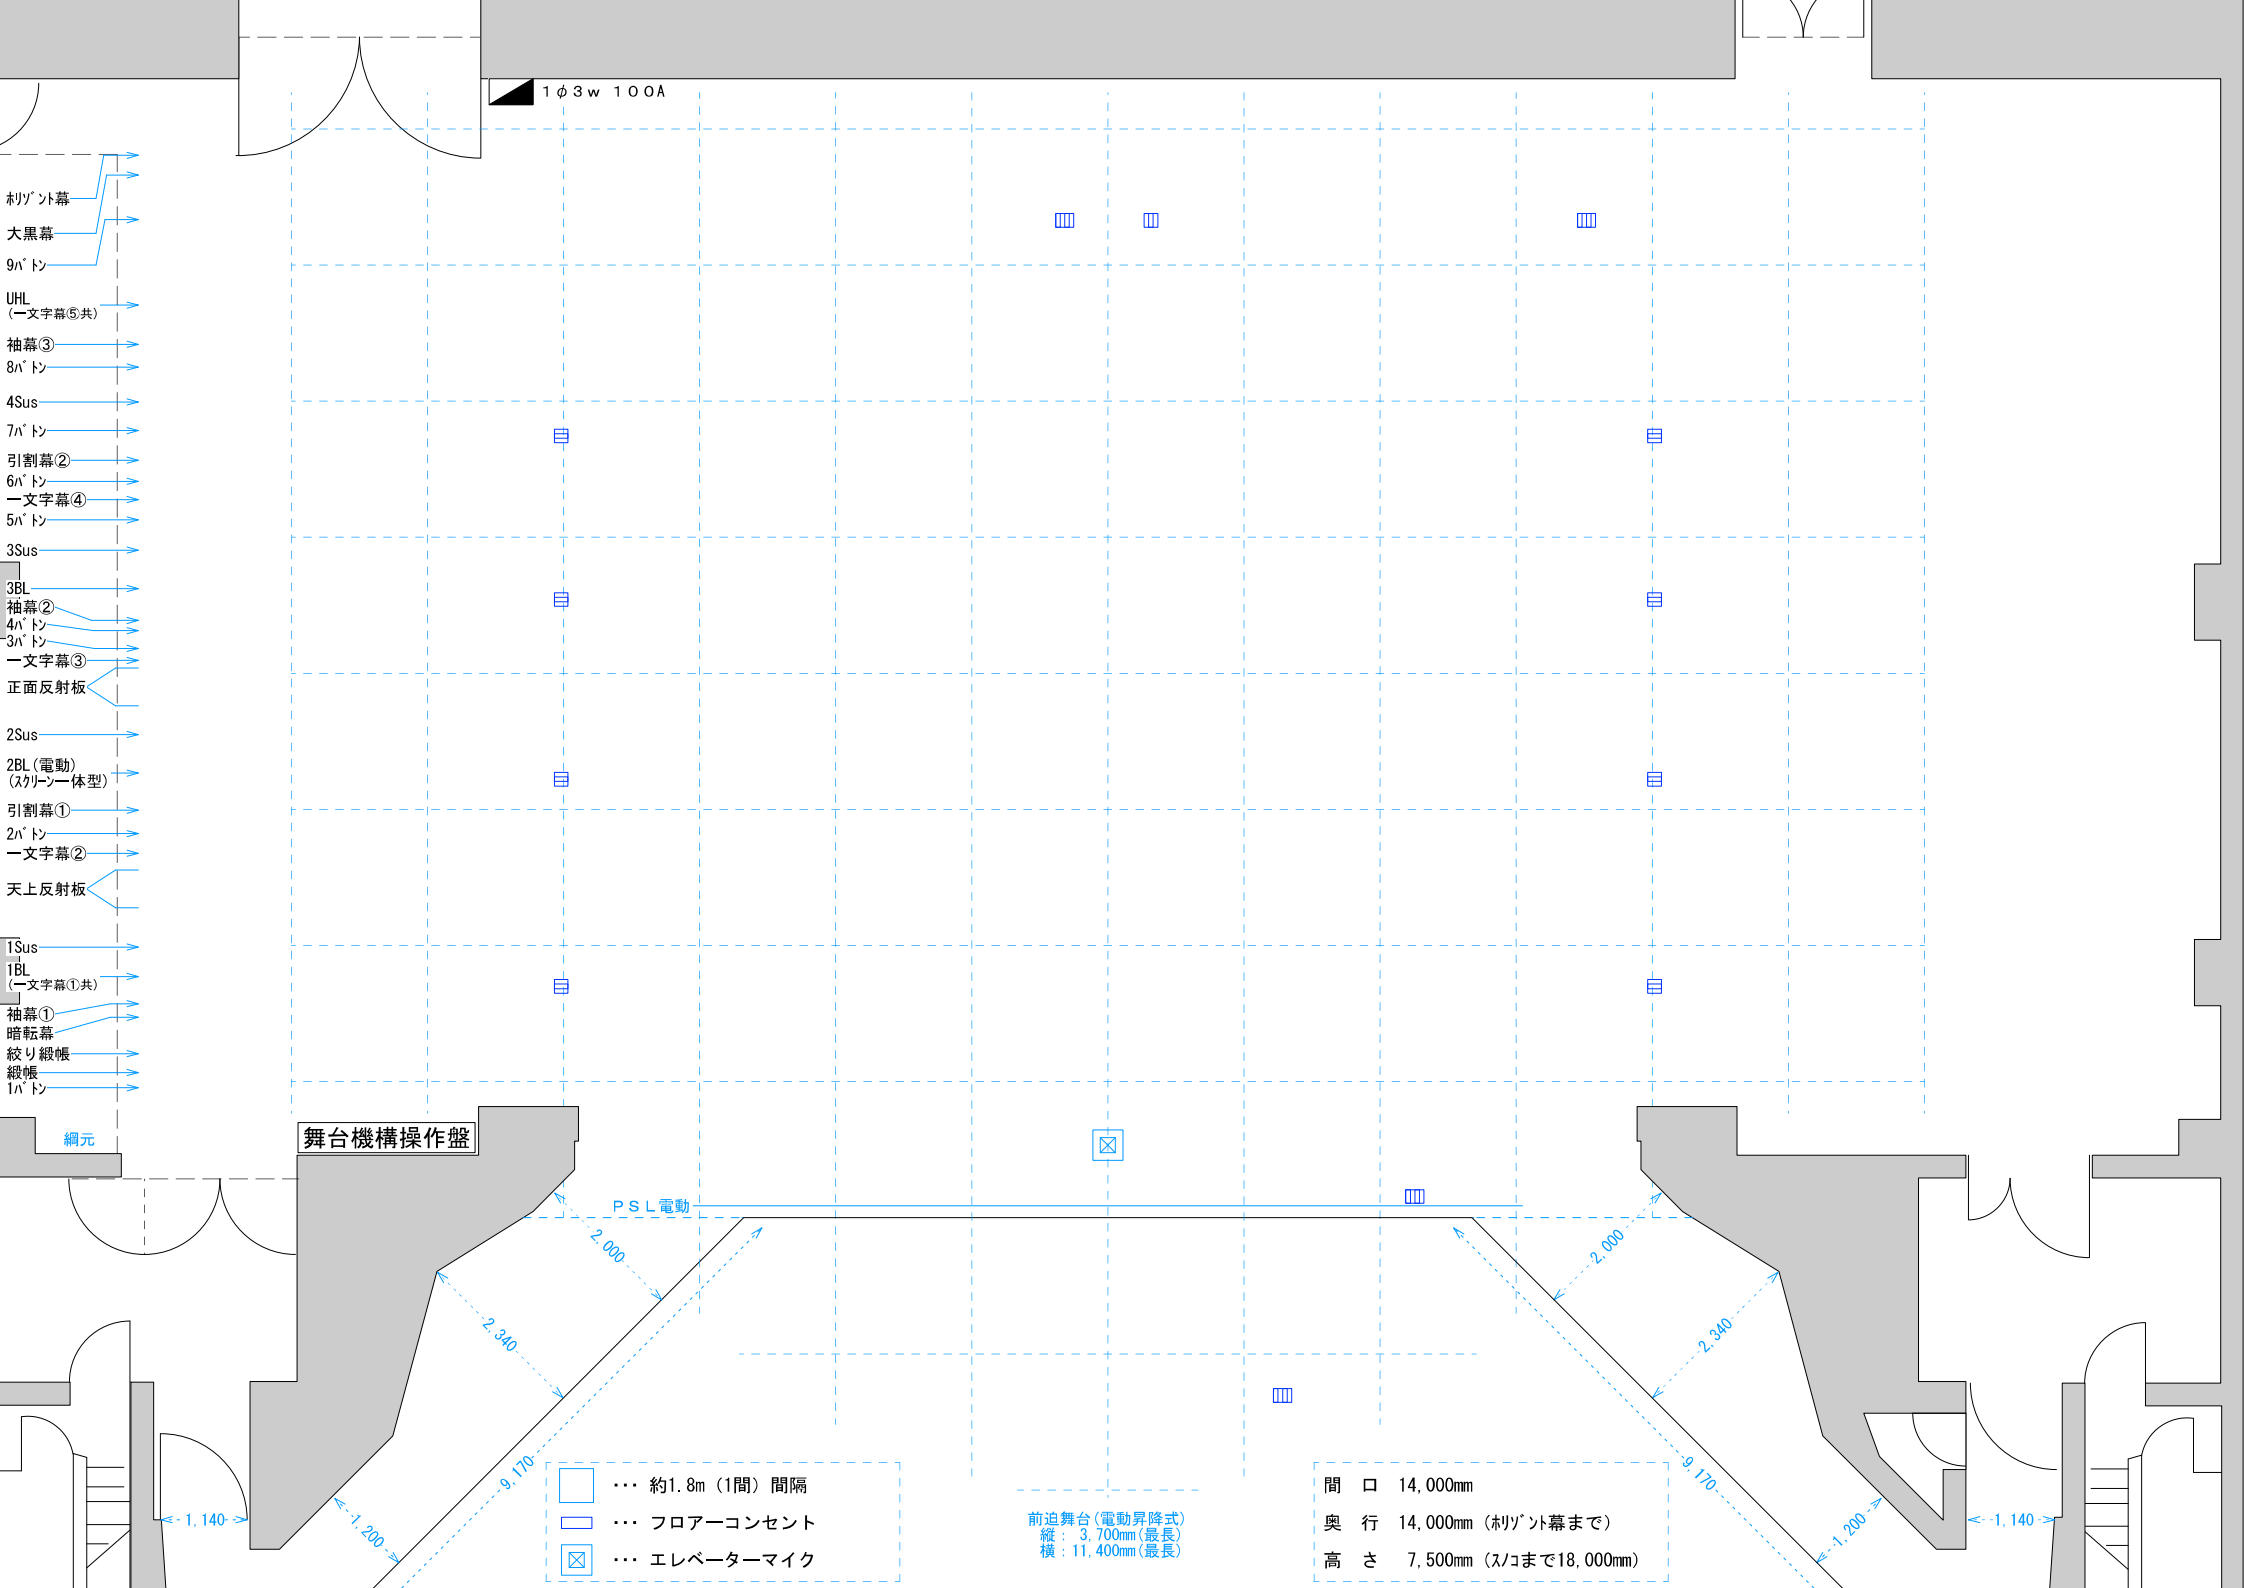 1φ3w 100A
ﾎﾘｿﾞﾝﾄ幕
大黒幕
9ﾊﾞﾄﾝ
UHL
(一文字幕⑤共)
袖幕③
8ﾊﾞﾄﾝ
4Sus
7ﾊﾞﾄﾝ
引割幕②
6ﾊﾞﾄﾝ
一文字幕④
5ﾊﾞﾄﾝ
3Sus
3BL
袖幕②
4ﾊﾞﾄﾝ
3ﾊﾞﾄﾝ
一文字幕③
正面反射板
2Sus
2BL(電動)
(ｽｸﾘｰﾝ一体型)
引割幕①
2ﾊﾞﾄﾝ
一文字幕②
天上反射板
1Sus
1BL
(一文字幕①共)
袖幕①
暗転幕
絞り緞帳
緞帳
1ﾊﾞﾄﾝ
綱元
舞台機構操作盤
PSL電動
2,000
2,000
2,340
2,340
9,170
9,170
1,200
1,200
1,140
1,140
… 約1.8m (1間) 間隔
… フロアーコンセント
… エレベーターマイク
前迫舞台(電動昇降式)
縦: 3,700mm(最長)
横:11,400mm(最長)
間 口 14,000mm
奥 行 14,000mm (ﾎﾘｿﾞﾝﾄ幕まで)
高 さ 7,500mm (ｽﾉｺまで18,000mm)